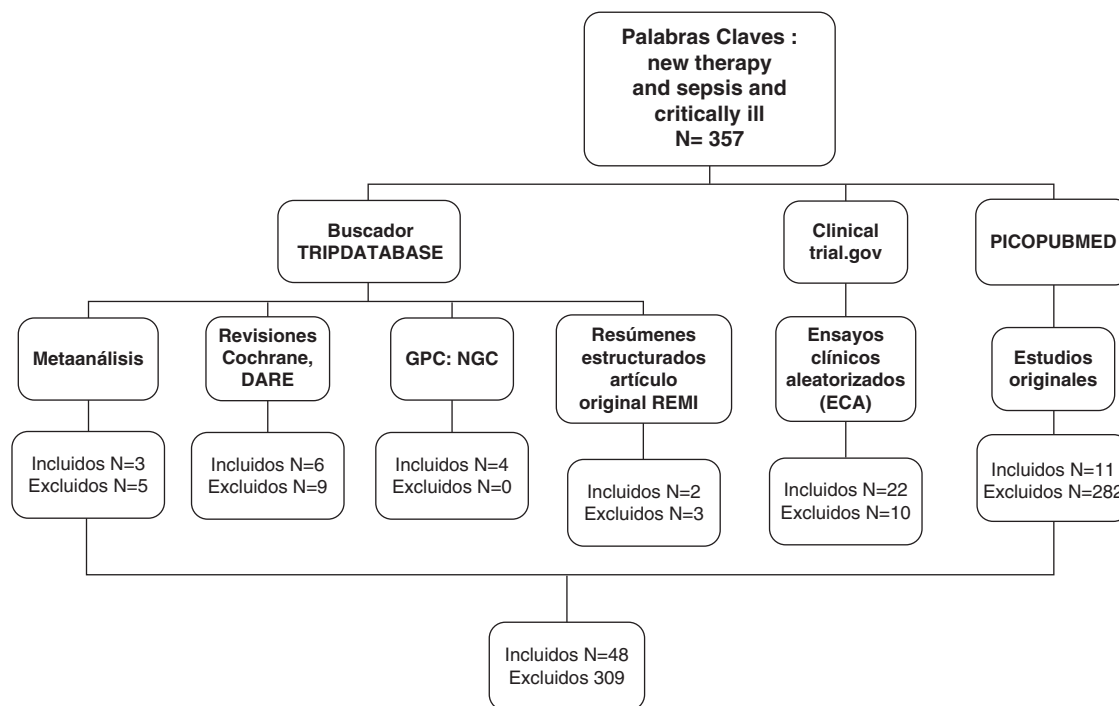 Palabras Claves :
new therapy
and sepsis and
critically ill
N= 357
Buscador
TRIPDATABASE
Clinical
trial.gov
PICOPUBMED
Metaanálisis
Revisiones
Cochrane,
DARE
GPC: NGC
Resúmenes
estructurados
artículo
original REMI
Ensayos
clínicos
aleatorizados
(ECA)
Estudios
originales
Incluidos N=3
Excluidos N=5
Incluidos N=6
Excluidos N=9
Incluidos N=4
Excluidos N=0
Incluidos N=2
Excluidos N=3
Incluidos N=22
Excluidos N=10
Incluidos N=11
Excluidos N=282
Incluidos N=48
Excluidos 309